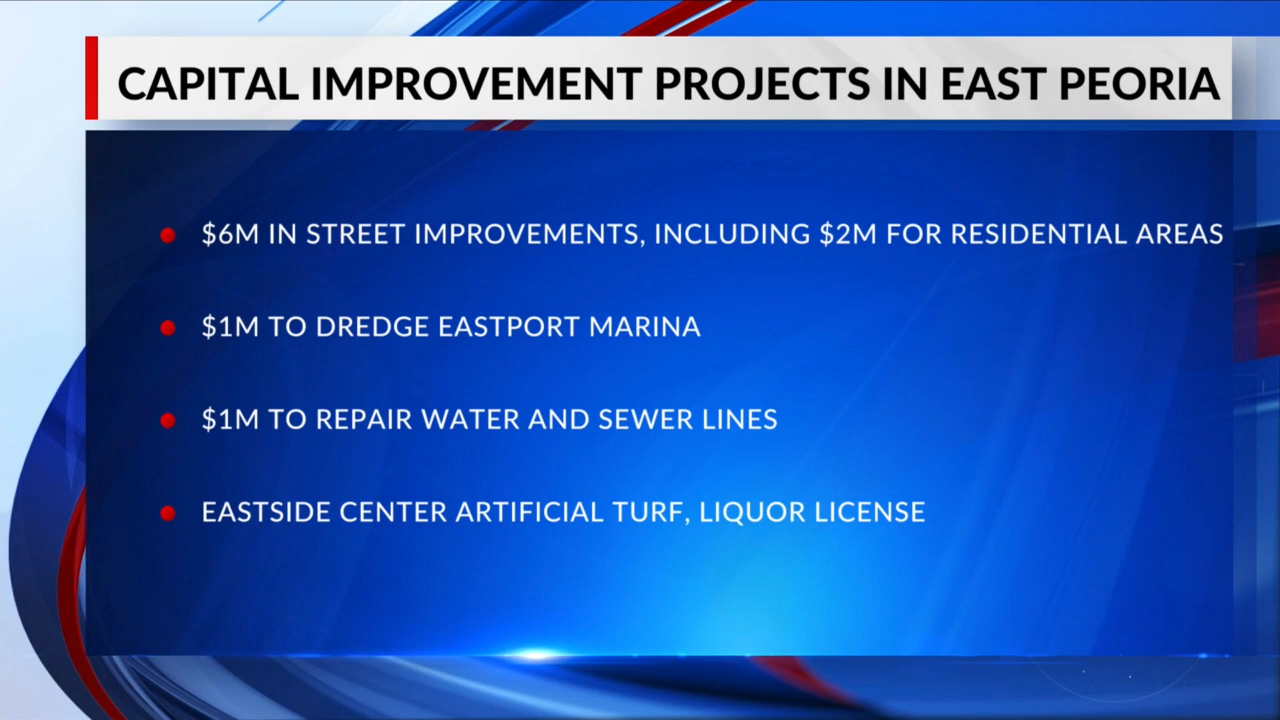 CAPITAL IMPROVEMENT PROJECTS IN EAST PEORIA
$6M IN STREET IMPROVEMENTS, INCLUDING $2M FOR RESIDENTIAL AREAS
$1M TO DREDGE EASTPORT MARINA
$1M TO REPAIR WATER AND SEWER LINES
EASTSIDE CENTER ARTIFICIAL TURF, LIQUOR LICENSE